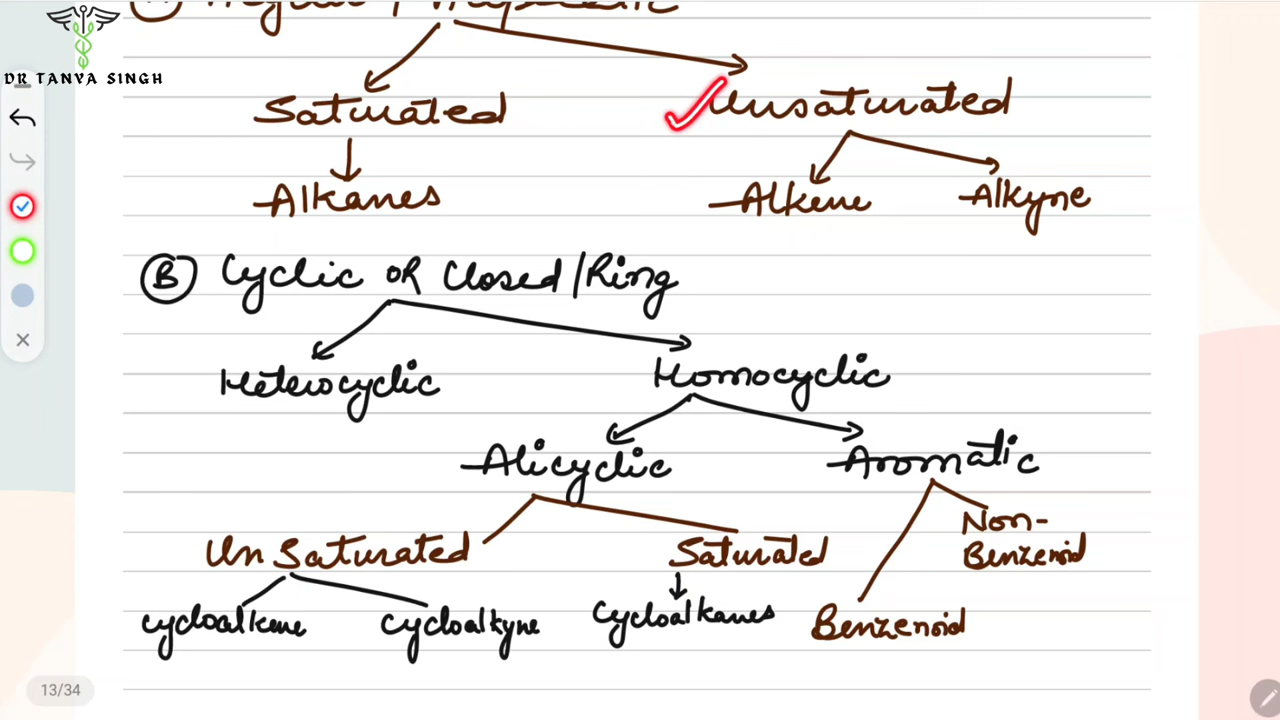 DR TANYA SINGH
Saturated Unsaturated
Alkanes Alkene Alkyne
B Cyclic OR Closed/Ring
Heterocyclic Homocyclic
Alicyclic Aromatic
UnSaturated Saturated Non-
Benzenoid
cycloalkene cycloalkyne Cycloalkanes Benzenoid
13/34